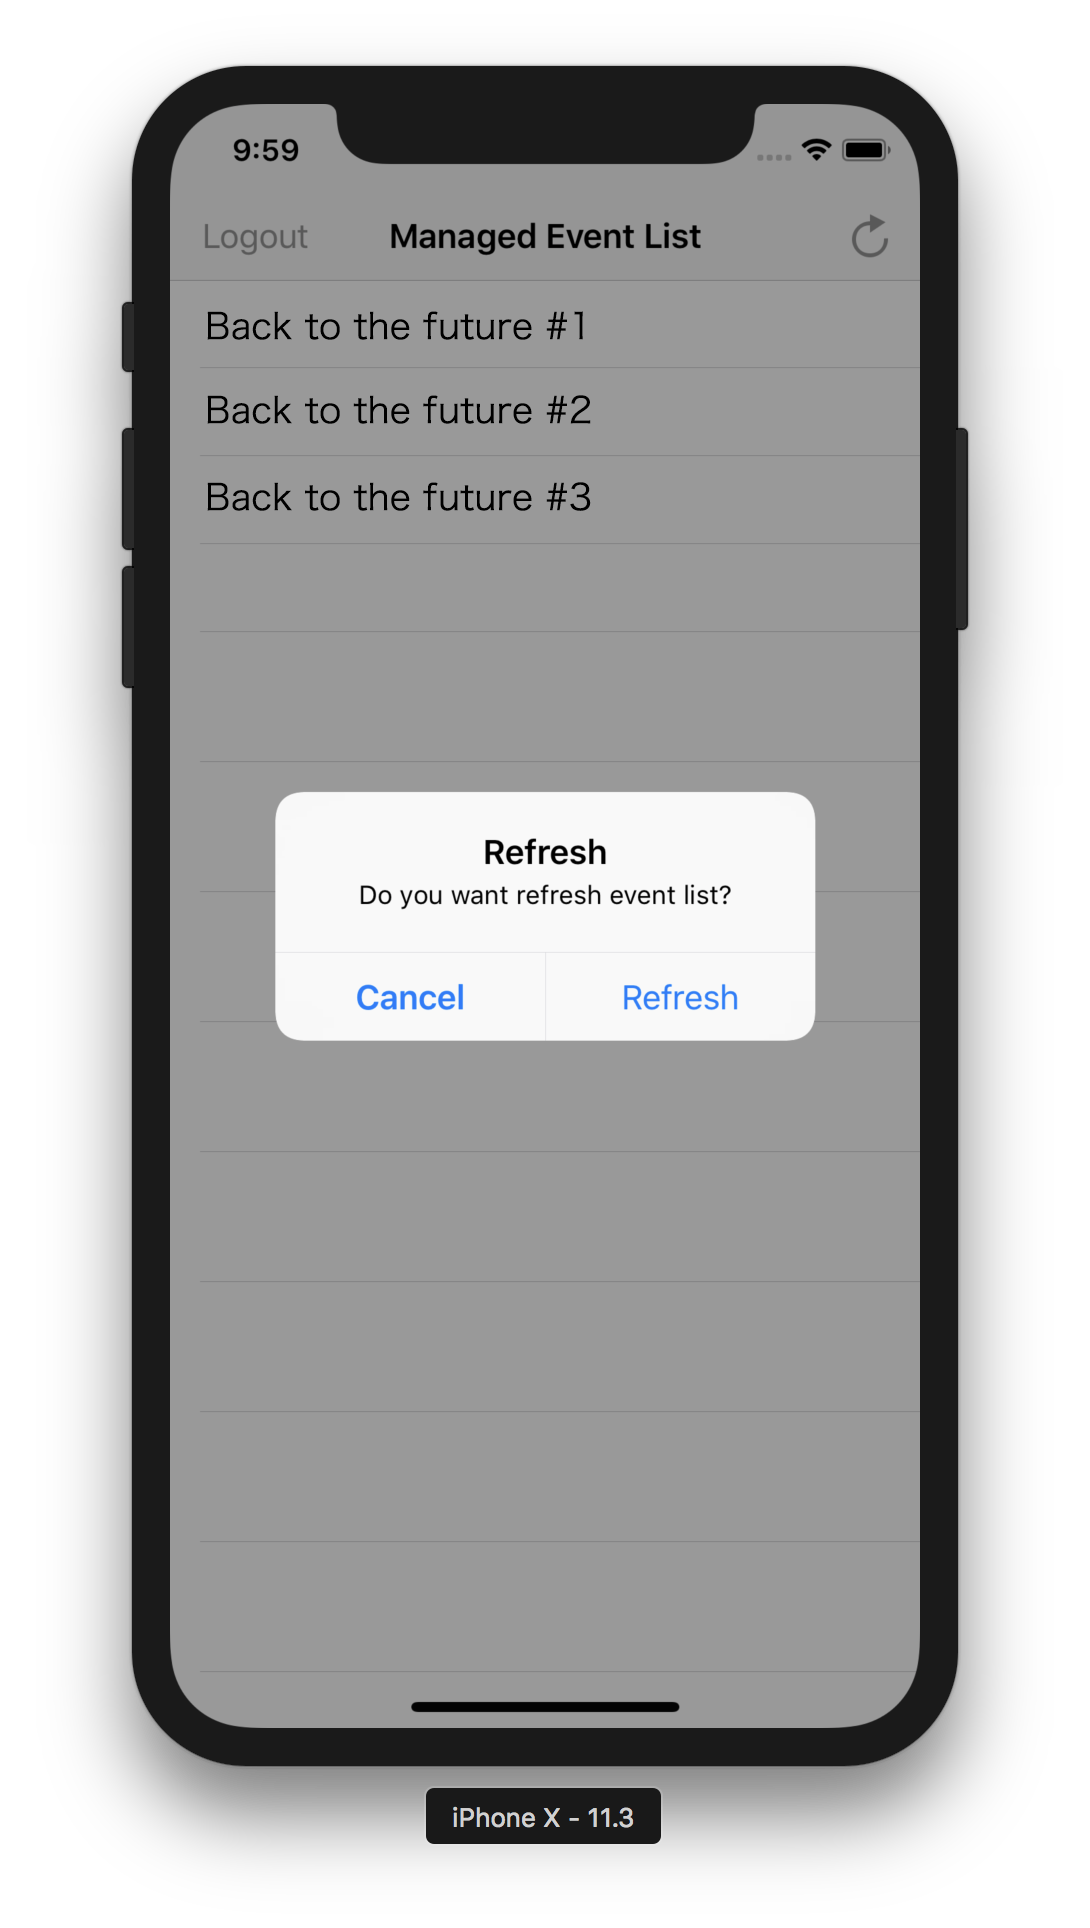 9:59
Logout
Managed Event List
Back to the future #1
Back to the future #2
Back to the future #3
Refresh
Do you want refresh event list?
Cancel
Refresh
iPhone X - 11.3